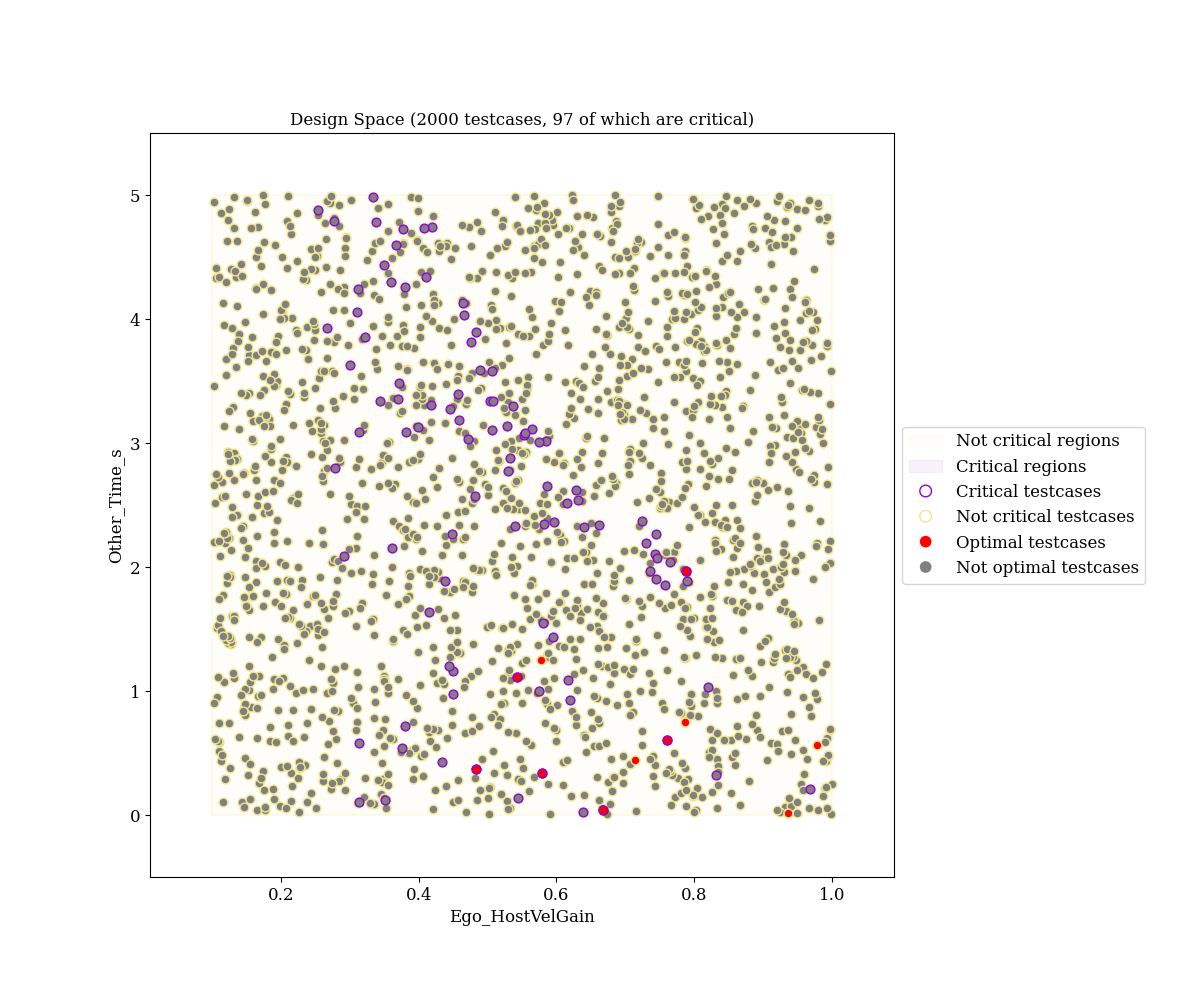 Design Space (2000 testcases, 97 of which are critical)
5
4
3
2
1
0
Other_Time_s
0.2
0.4
0.6
0.8
1.0
Ego_HostVelGain
Not critical regions
Critical regions
Critical testcases
Not critical testcases
Optimal testcases
Not optimal testcases